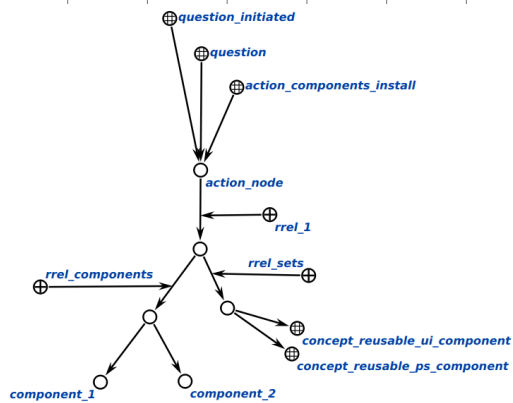 question_initiated
question
action_components_install
action_node
rrel_1
rrel_sets
rrel_components
concept_reusable_ui_component
concept_reusable_ps_component
component_1
component_2